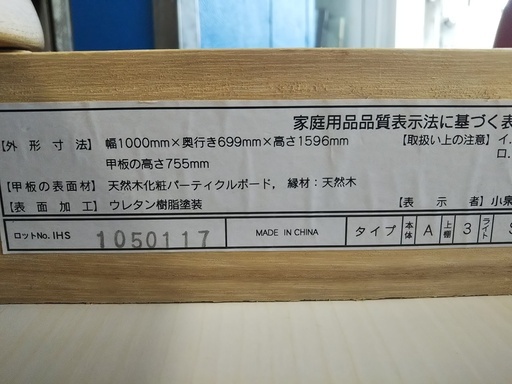 家庭用品品質表示法に基づく表
【外形寸法】 幅1000mm×奥行き699mm×高さ1596mm 【取扱い上の注意】 イ.
甲板の高さ755mm ロ.
【甲板の表面材】 天然木化粧パーティクルボード, 縁材:天然木
【表面加工】 ウレタン樹脂塗装 【表示者】 小泉
ロットNo. IHS 1050117 MADE IN CHINA タイプ 本体 A 上棚 3 ライト